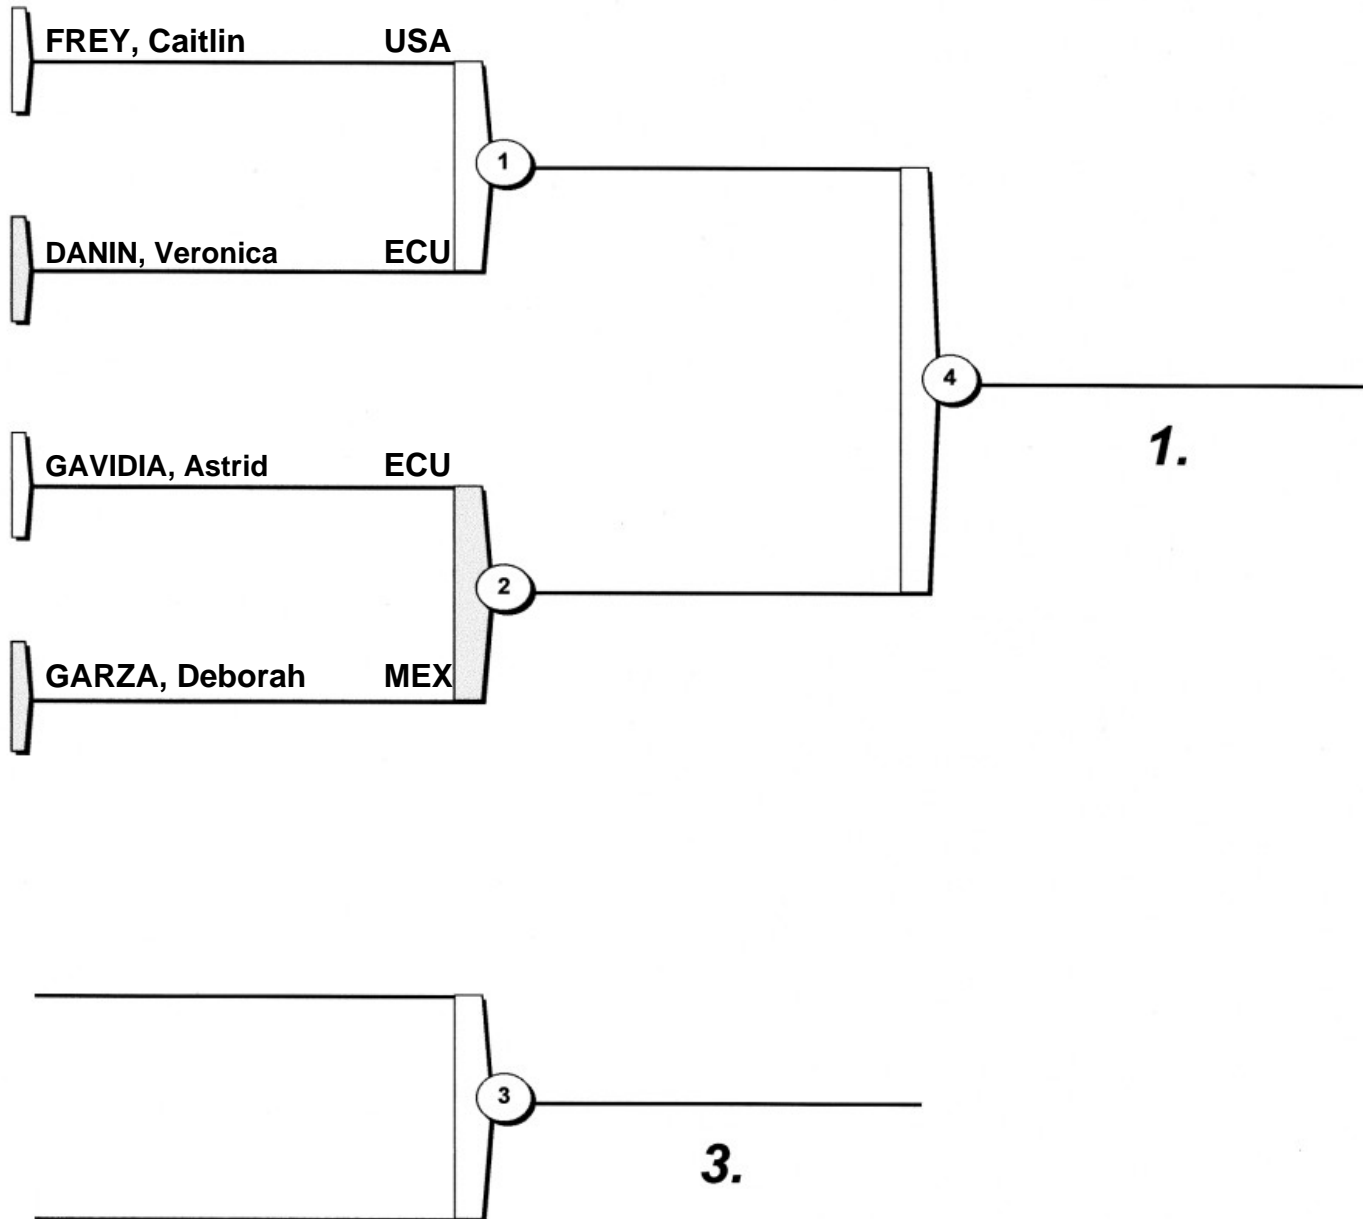 FREY, Caitlin USA
1
DANIN, Veronica ECU
4
1.
GAVIDIA, Astrid ECU
2
GARZA, Deborah MEX
3
3.